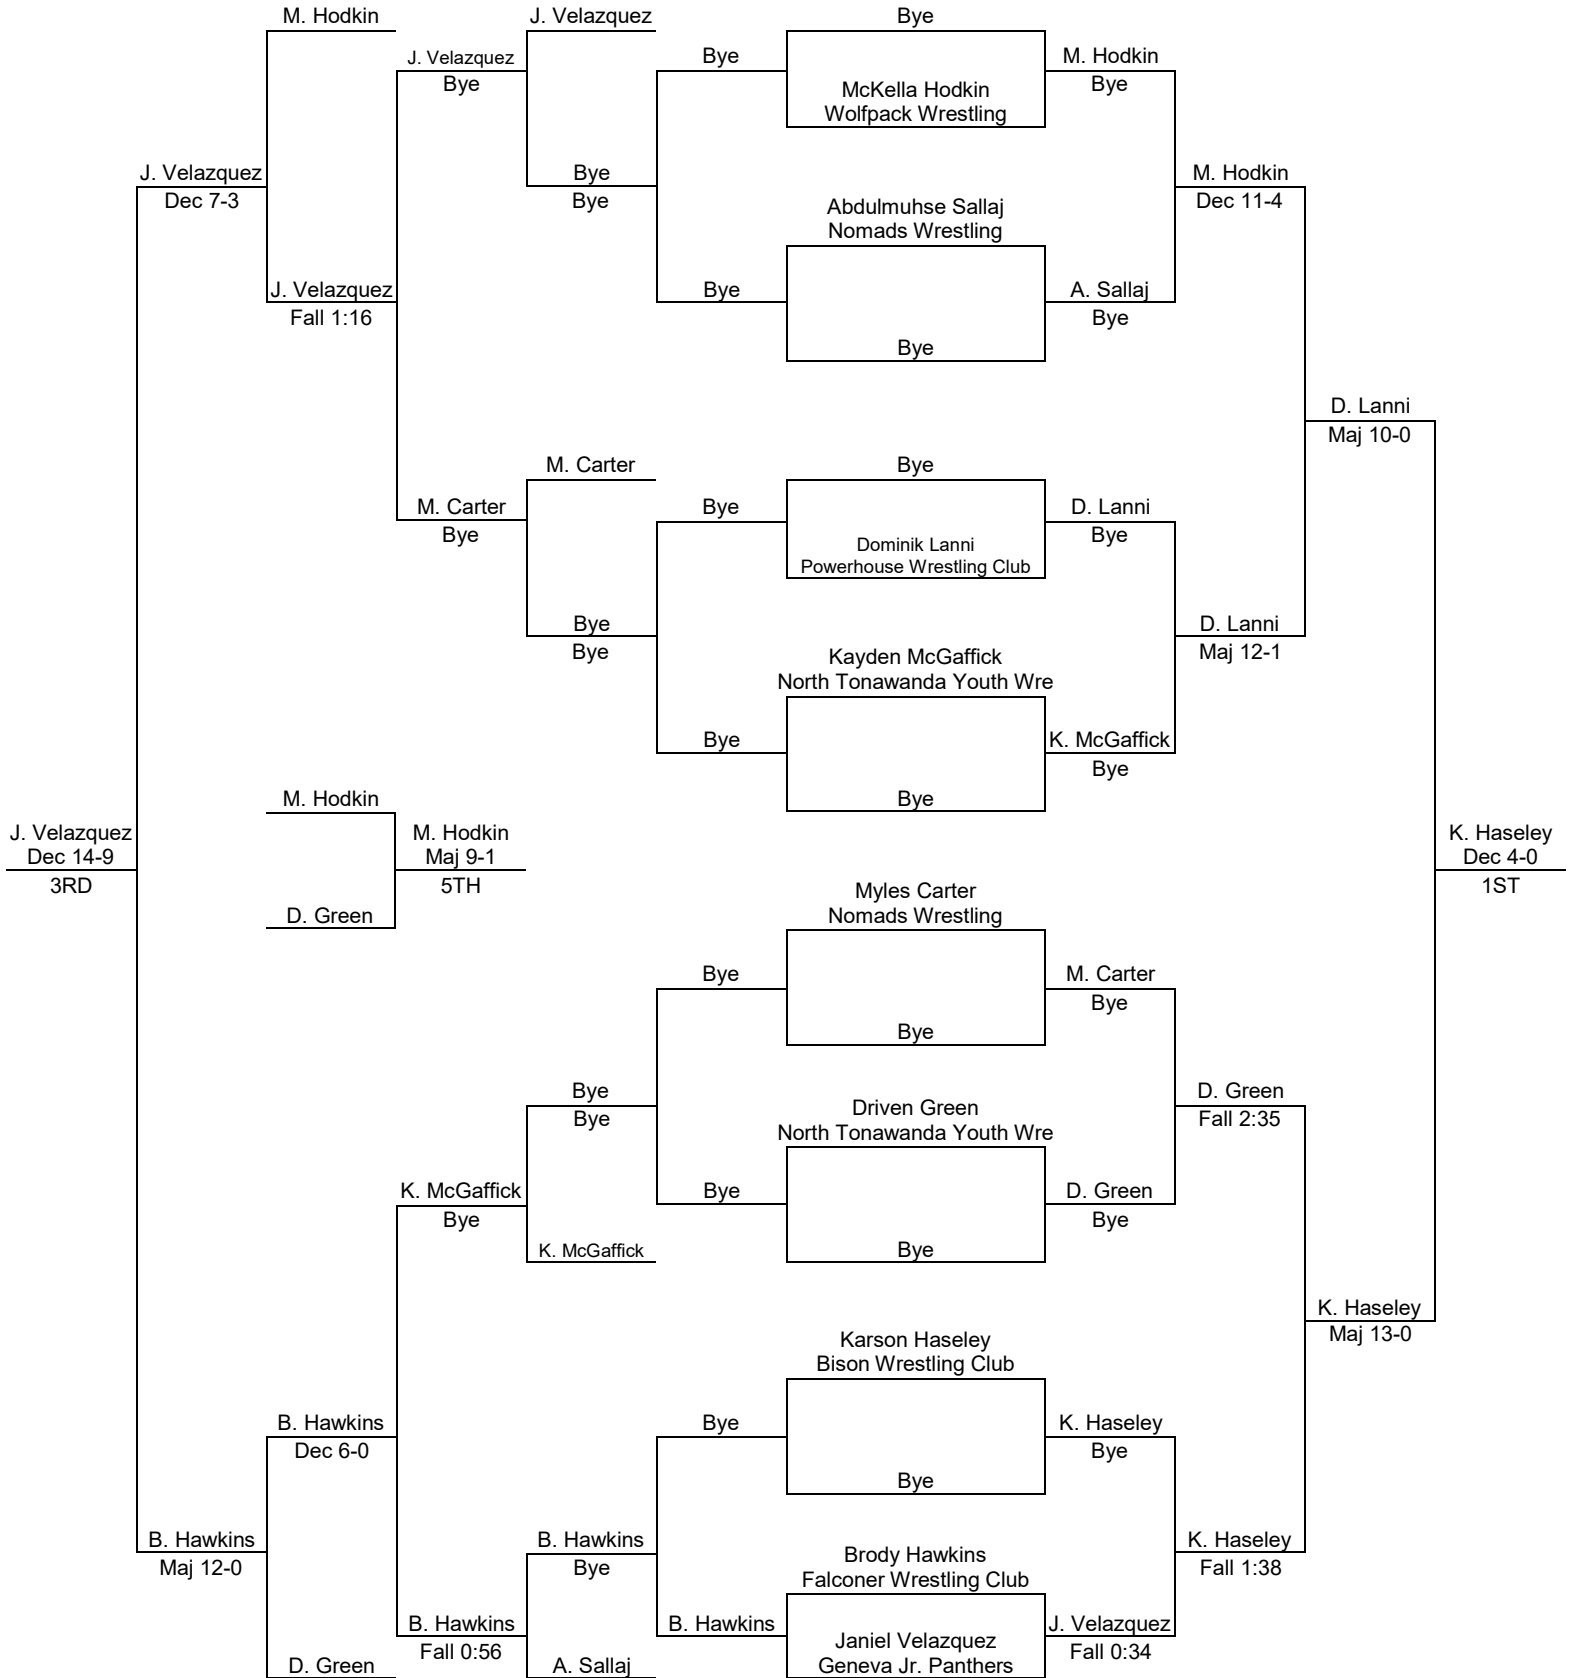 M. Hodkin
J. Velazquez
Bye
J. Velazquez
Bye
Bye
M. Hodkin
Bye
McKella Hodkin
Wolfpack Wrestling
J. Velazquez
Dec 7-3
Bye
Bye
M. Hodkin
Dec 11-4
Abdulmuhse Sallaj
Nomads Wrestling
J. Velazquez
Fall 1:16
Bye
A. Sallaj
Bye
Bye
D. Lanni
Maj 10-0
M. Carter
Bye
M. Carter
Bye
Bye
D. Lanni
Bye
Dominik Lanni
Powerhouse Wrestling Club
Bye
Bye
D. Lanni
Maj 12-1
Kayden McGaffick
North Tonawanda Youth Wre
Bye
K. McGaffick
Bye
Bye
M. Hodkin
J. Velazquez
Dec 14-9
3RD
M. Hodkin
Maj 9-1
5TH
K. Haseley
Dec 4-0
1ST
D. Green
Myles Carter
Nomads Wrestling
Bye
M. Carter
Bye
Bye
Bye
Bye
D. Green
Fall 2:35
Driven Green
North Tonawanda Youth Wre
K. McGaffick
Bye
Bye
D. Green
Bye
K. McGaffick
Bye
K. Haseley
Maj 13-0
Karson Haseley
Bison Wrestling Club
B. Hawkins
Dec 6-0
Bye
K. Haseley
Bye
Bye
B. Hawkins
Maj 12-0
B. Hawkins
Bye
K. Haseley
Fall 1:38
Brody Hawkins
Falconer Wrestling Club
B. Hawkins
Fall 0:56
B. Hawkins
J. Velazquez
Fall 0:34
Janiel Velazquez
Geneva Jr. Panthers
D. Green
A. Sallaj